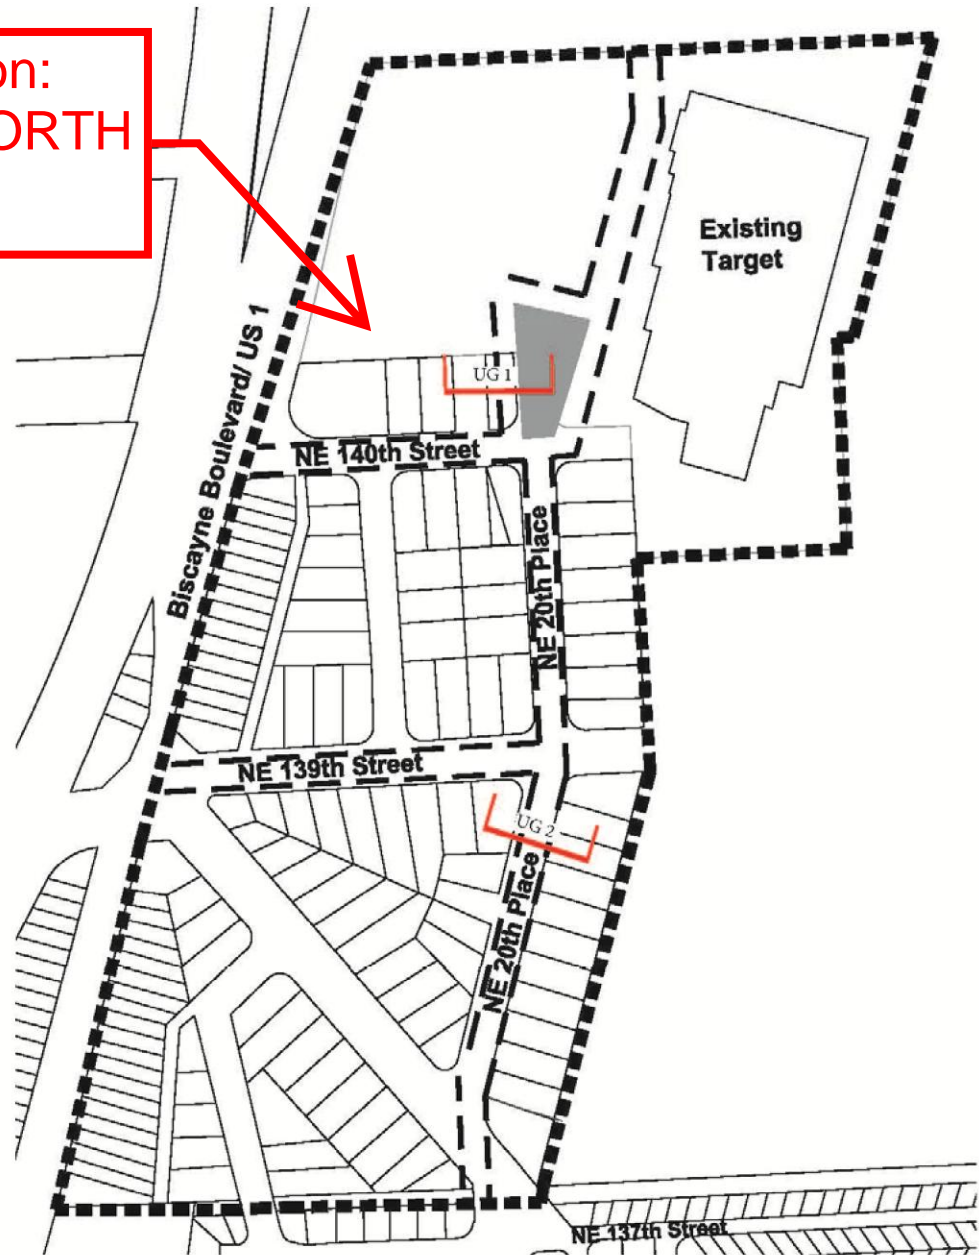 on:
ORTH
Existing
Target
Biscayne Boulevard/ US 1
UG 1
NE 140th Street
NE 20th Place
NE 139th Street
UG 2
NE 20th Place
NE 137th Street